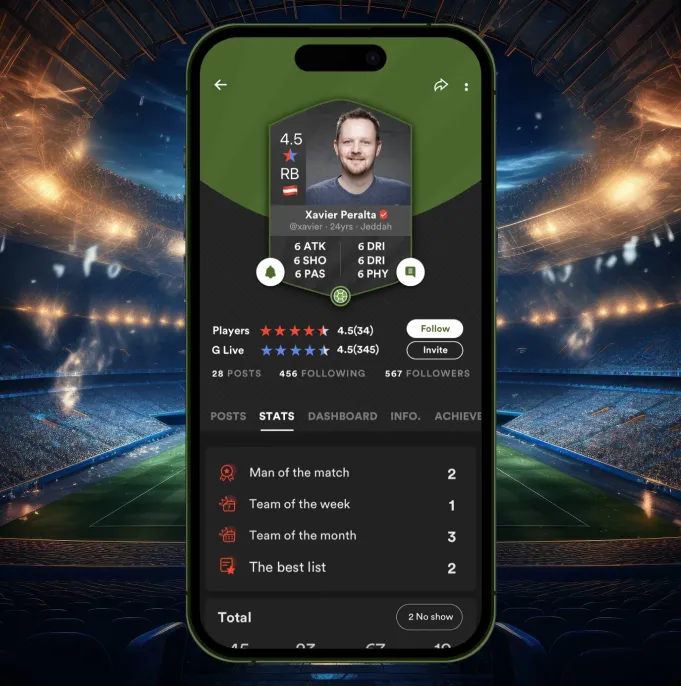 4.5
RB
Xavier Peralta
@xavier · 24yrs · Jeddah
6 ATK 6 DRI
6 SHO 6 DRI
6 PAS 6 PHY
Players 4.5(34) Follow
G Live 4.5(345) Invite
28 POSTS 456 FOLLOWING 567 FOLLOWERS
POSTS STATS DASHBOARD INFO. ACHIEVE
Man of the match 2
Team of the week 1
Team of the month 3
The best list 2
Total 2 No show